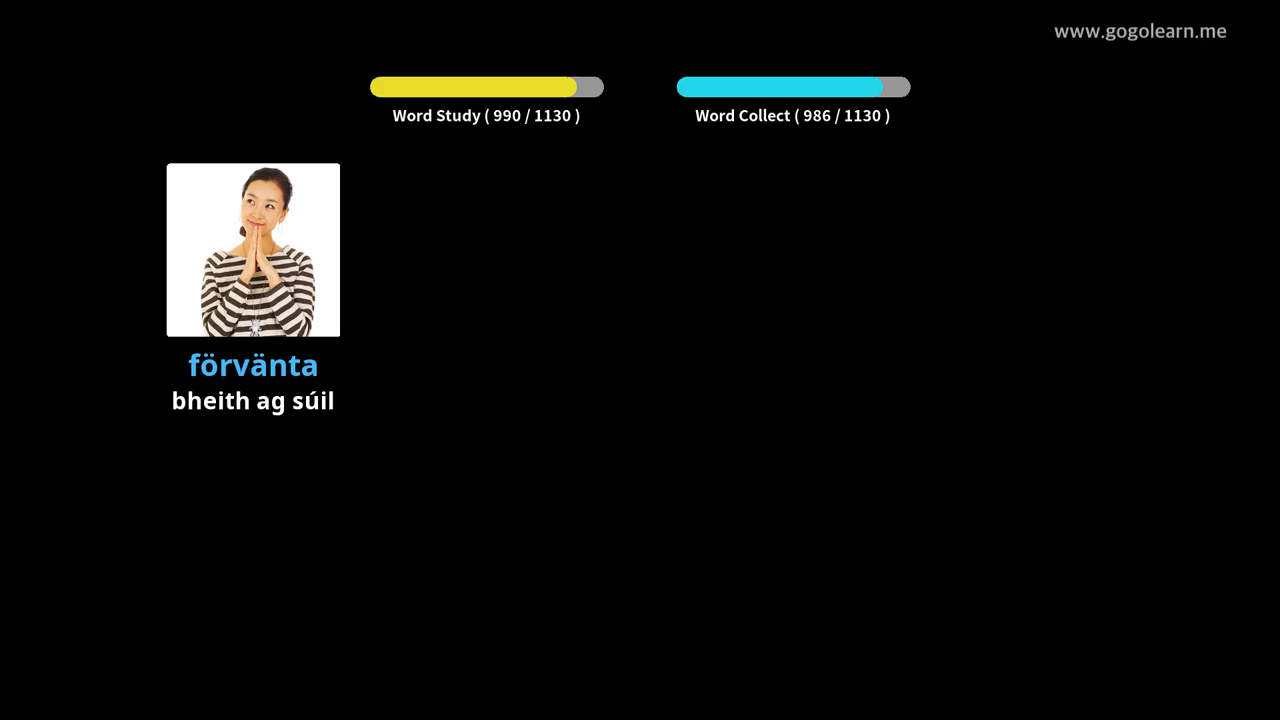 www.gogolearn.me
Word Study ( 990 / 1130 )
Word Collect ( 986 / 1130 )
förvänta
bheith ag súil